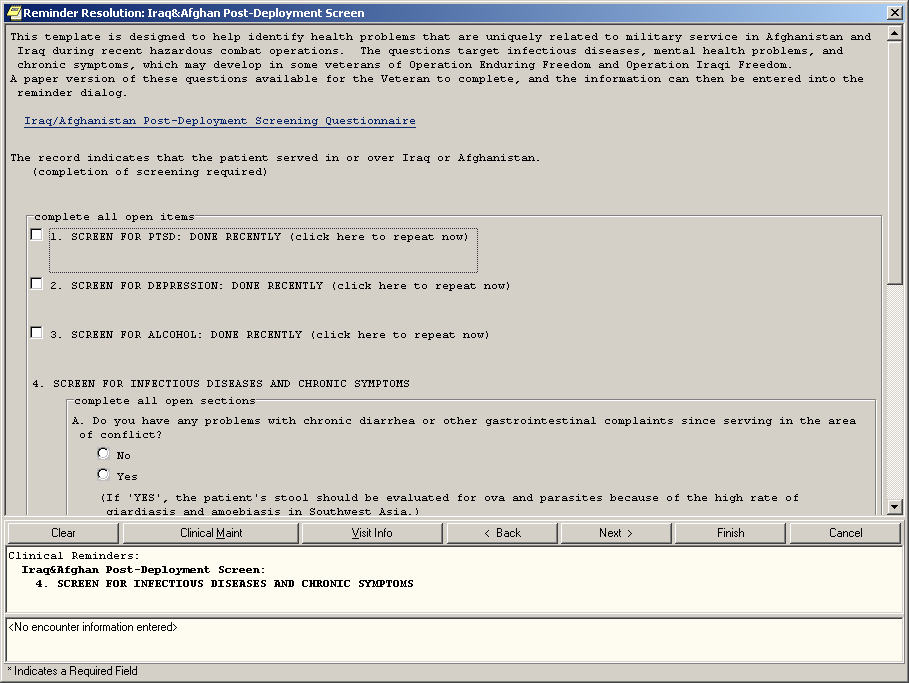 Reminder Resolution: Iraq&Afghan Post-Deployment Screen
This template is designed to help identify health problems that are uniquely related to military service in Afghanistan and
Iraq during recent hazardous combat operations.  The questions target infectious diseases, mental health problems, and
chronic symptoms, which may develop in some veterans of Operation Enduring Freedom and Operation Iraqi Freedom.
A paper version of these questions available for the Veteran to complete, and the information can then be entered into the
reminder dialog.
Iraq/Afghanistan Post-Deployment Screening Questionnaire
The record indicates that the patient served in or over Iraq or Afghanistan.
(completion of screening required)
complete all open items
1. SCREEN FOR PTSD: DONE RECENTLY (click here to repeat now)
2. SCREEN FOR DEPRESSION: DONE RECENTLY (click here to repeat now)
3. SCREEN FOR ALCOHOL: DONE RECENTLY (click here to repeat now)
4. SCREEN FOR INFECTIOUS DISEASES AND CHRONIC SYMPTOMS
complete all open sections
A. Do you have any problems with chronic diarrhea or other gastrointestinal complaints since serving in the area
of conflict?
No
Yes
(If 'YES', the patient's stool should be evaluated for ova and parasites because of the high rate of
giardiasis and amoebiasis in Southwest Asia.)
Clear Clinical Maint Visit Info < Back Next > Finish Cancel
Clinical Reminders:
Iraq&Afghan Post-Deployment Screen:
4. SCREEN FOR INFECTIOUS DISEASES AND CHRONIC SYMPTOMS
<No encounter information entered>
* Indicates a Required Field